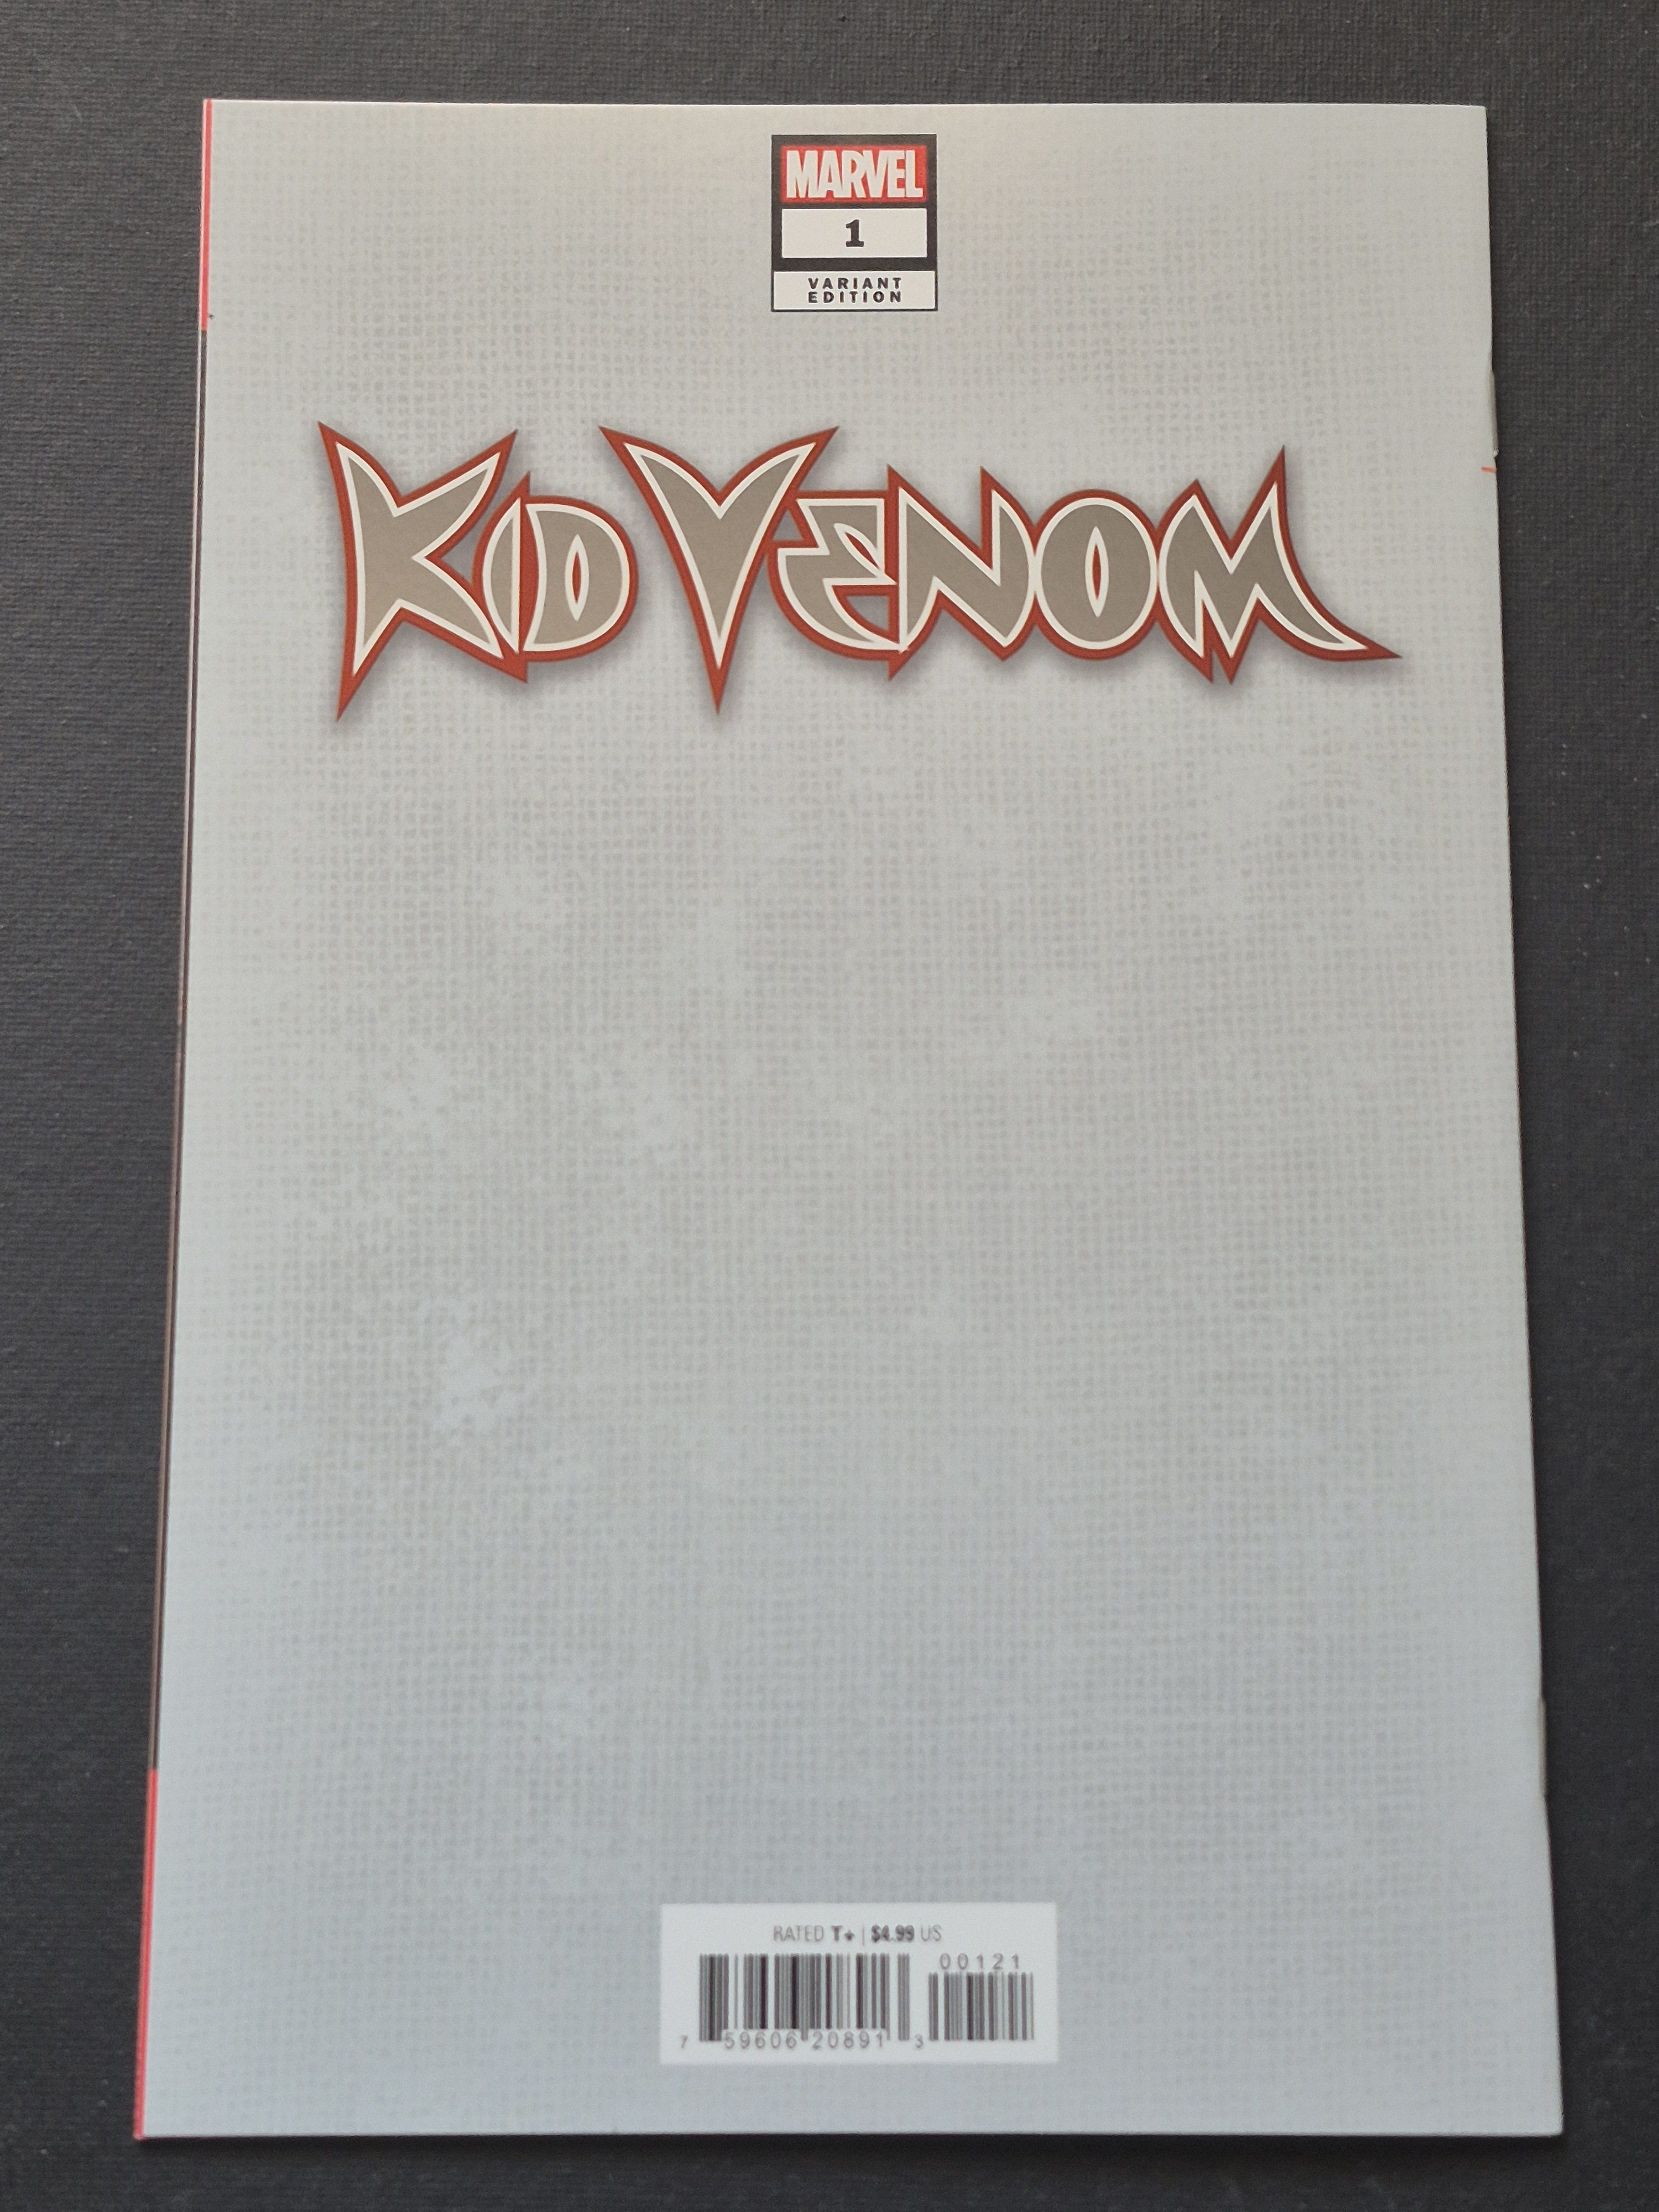 MARVEL
1
VARIANT
EDITION
KID VENOM
RATED T+ | $4.99 US
00121
7 59606 20891 3